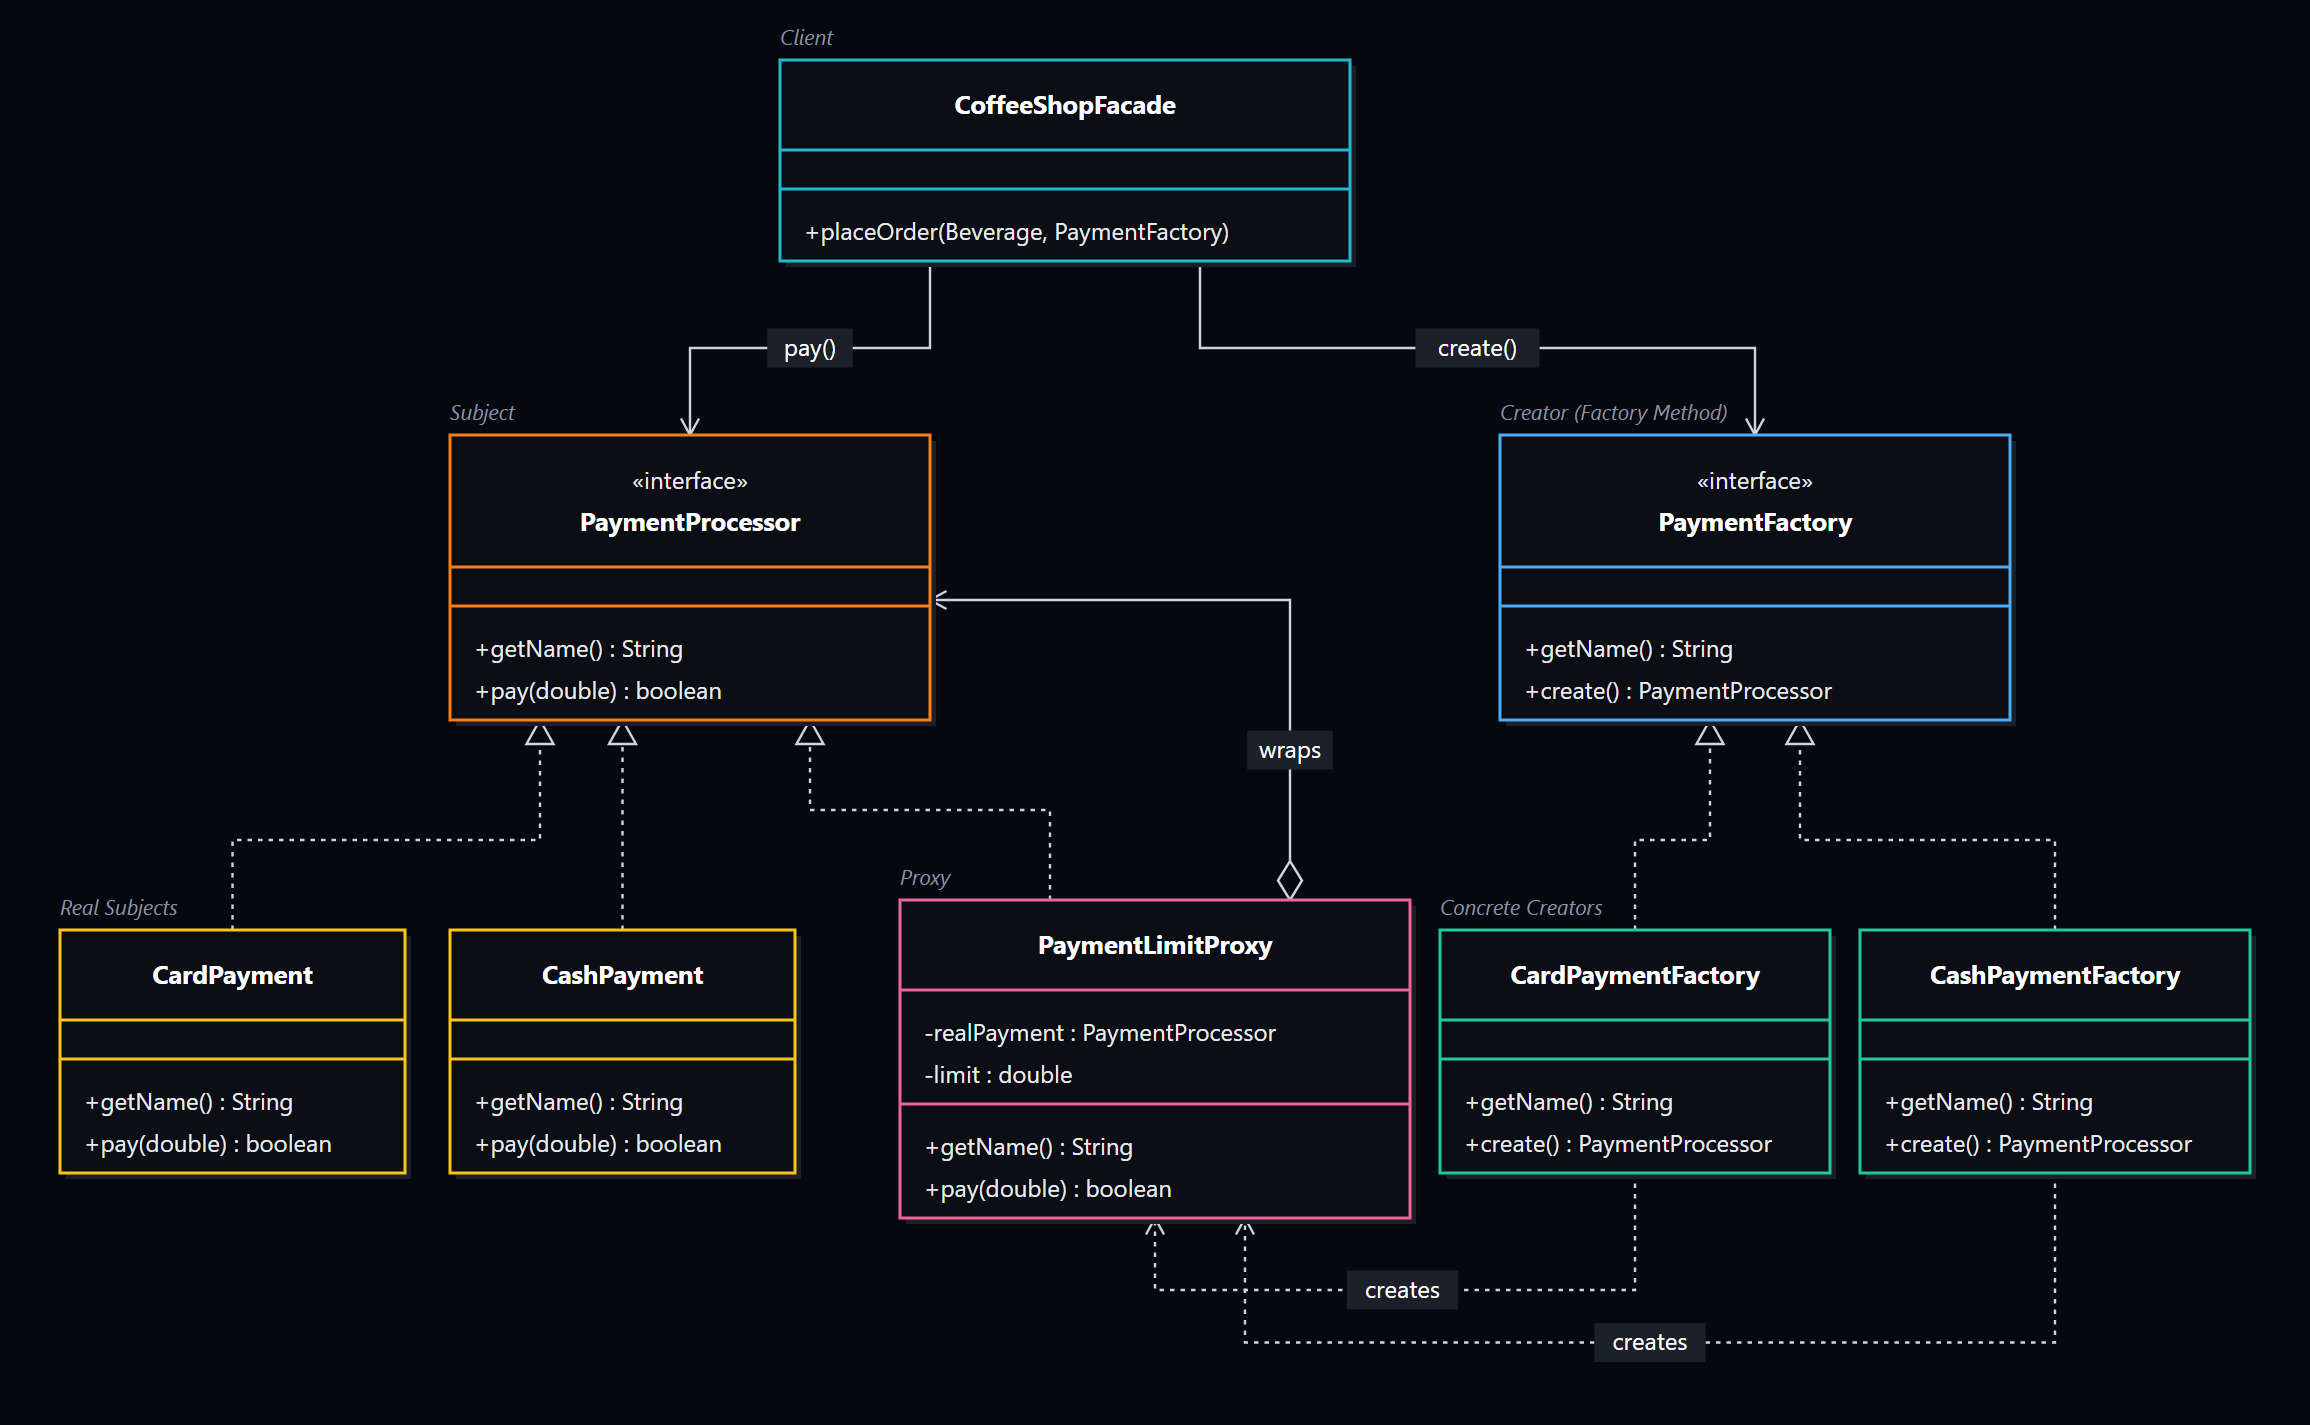 Client
CoffeeShopFacade
+placeOrder(Beverage, PaymentFactory)
pay()
create()
Subject
«interface»
PaymentProcessor
+getName() : String
+pay(double) : boolean
Creator (Factory Method)
«interface»
PaymentFactory
+getName() : String
+create() : PaymentProcessor
wraps
Real Subjects
CardPayment
+getName() : String
+pay(double) : boolean
CashPayment
+getName() : String
+pay(double) : boolean
Proxy
PaymentLimitProxy
-realPayment : PaymentProcessor
-limit : double
+getName() : String
+pay(double) : boolean
Concrete Creators
CardPaymentFactory
+getName() : String
+create() : PaymentProcessor
CashPaymentFactory
+getName() : String
+create() : PaymentProcessor
creates
creates